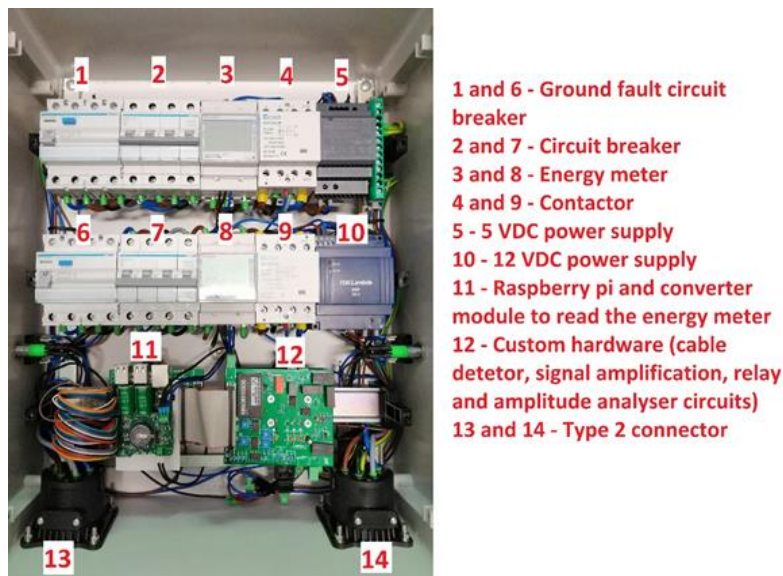 1 2 3 4 5
6 7 8 9 10
TDK-Lambda
11 12
13 14
1 and 6 - Ground fault circuit
breaker
2 and 7 - Circuit breaker
3 and 8 - Energy meter
4 and 9 - Contactor
5 - 5 VDC power supply
10 - 12 VDC power supply
11 - Raspberry pi and converter
module to read the energy meter
12 - Custom hardware (cable
detetor, signal amplification, relay
and amplitude analyser circuits)
13 and 14 - Type 2 connector